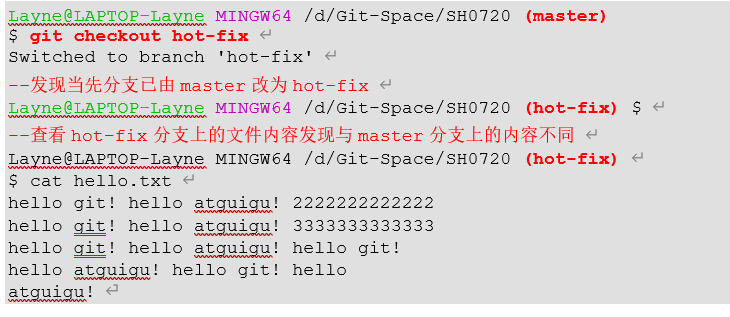 Layne@LAPTOP-Layne MINGW64 /d/Git-Space/SH0720 (master)
$ git checkout hot-fix
Switched to branch 'hot-fix'
--发现当先分支已由 master 改为 hot-fix
Layne@LAPTOP-Layne MINGW64 /d/Git-Space/SH0720 (hot-fix) $
--查看 hot-fix 分支上的文件内容发现与 master 分支上的内容不同
Layne@LAPTOP-Layne MINGW64 /d/Git-Space/SH0720 (hot-fix)
$ cat hello.txt
hello git! hello atguigu! 2222222222222
hello git! hello atguigu! 3333333333333
hello git! hello atguigu! hello git!
hello atguigu! hello git! hello
atguigu!